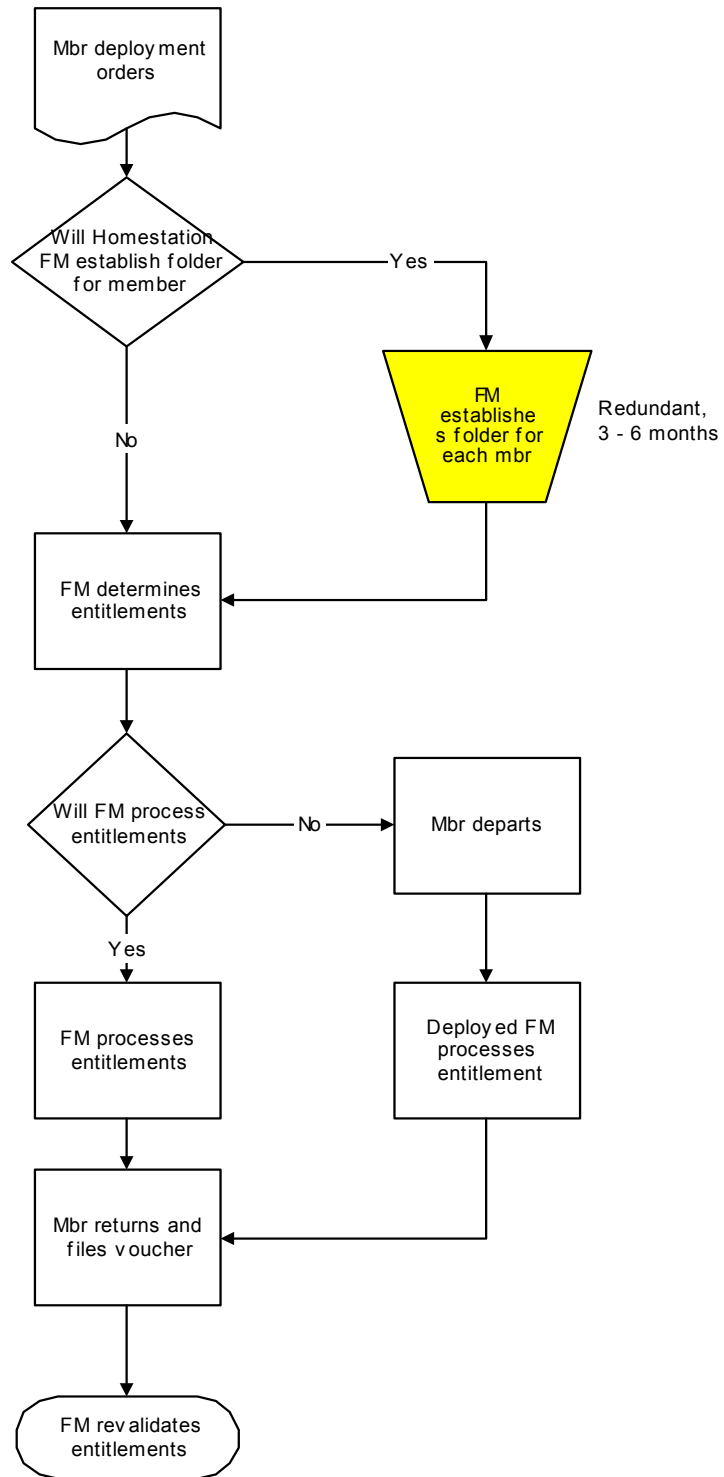 Mbr deployment
orders
Will Homestation
FM establish folder
for member
Yes
No
FM
establishe
s folder for
each mbr
Redundant,
3 - 6 months
FM determines
entitlements
Will FM process
entitlements
No
Mbr departs
Yes
FM processes
entitlements
Deployed FM
processes
entitlement
Mbr returns and
files voucher
FM revalidates
entitlements